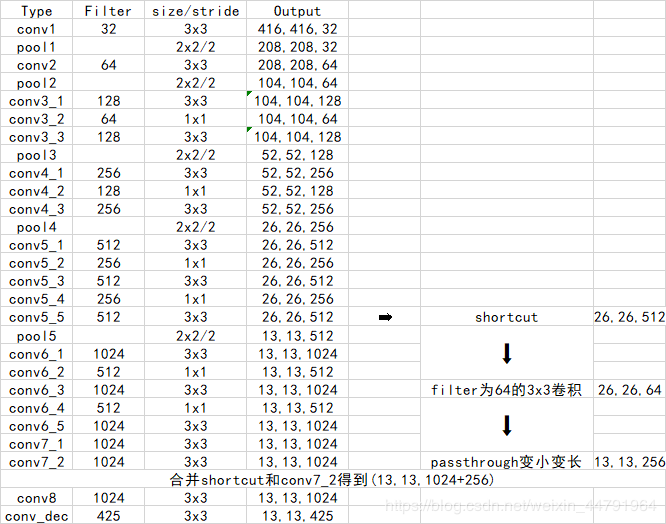 Type Filter size/stride Output
conv1 32 3x3 416,416,32
pool1 2x2/2 208,208,32
conv2 64 3x3 208,208,64
pool2 2x2/2 104,104,64
conv3_1 128 3x3 104,104,128
conv3_2 64 1x1 104,104,64
conv3_3 128 3x3 104,104,128
pool3 2x2/2 52,52,128
conv4_1 256 3x3 52,52,256
conv4_2 128 1x1 52,52,128
conv4_3 256 3x3 52,52,256
pool4 2x2/2 26,26,256
conv5_1 512 3x3 26,26,512
conv5_2 256 1x1 26,26,256
conv5_3 512 3x3 26,26,512
conv5_4 256 1x1 26,26,256
conv5_5 512 3x3 26,26,512 ➡ shortcut 26,26,512
pool5 2x2/2 13,13,512
conv6_1 1024 3x3 13,13,1024
conv6_2 512 1x1 13,13,512
conv6_3 1024 3x3 13,13,1024 filter为64的3x3卷积 26,26,64
conv6_4 512 1x1 13,13,512
conv6_5 1024 3x3 13,13,1024
conv7_1 1024 3x3 13,13,1024
conv7_2 1024 3x3 13,13,1024 passthrough变小变长 13,13,256
合并shortcut和conv7_2得到(13,13,1024+256)
conv8 1024 3x3 13,13,1024
conv_dec 425 3x3 13,13,425
https://blog.csdn.net/weixin_44791964